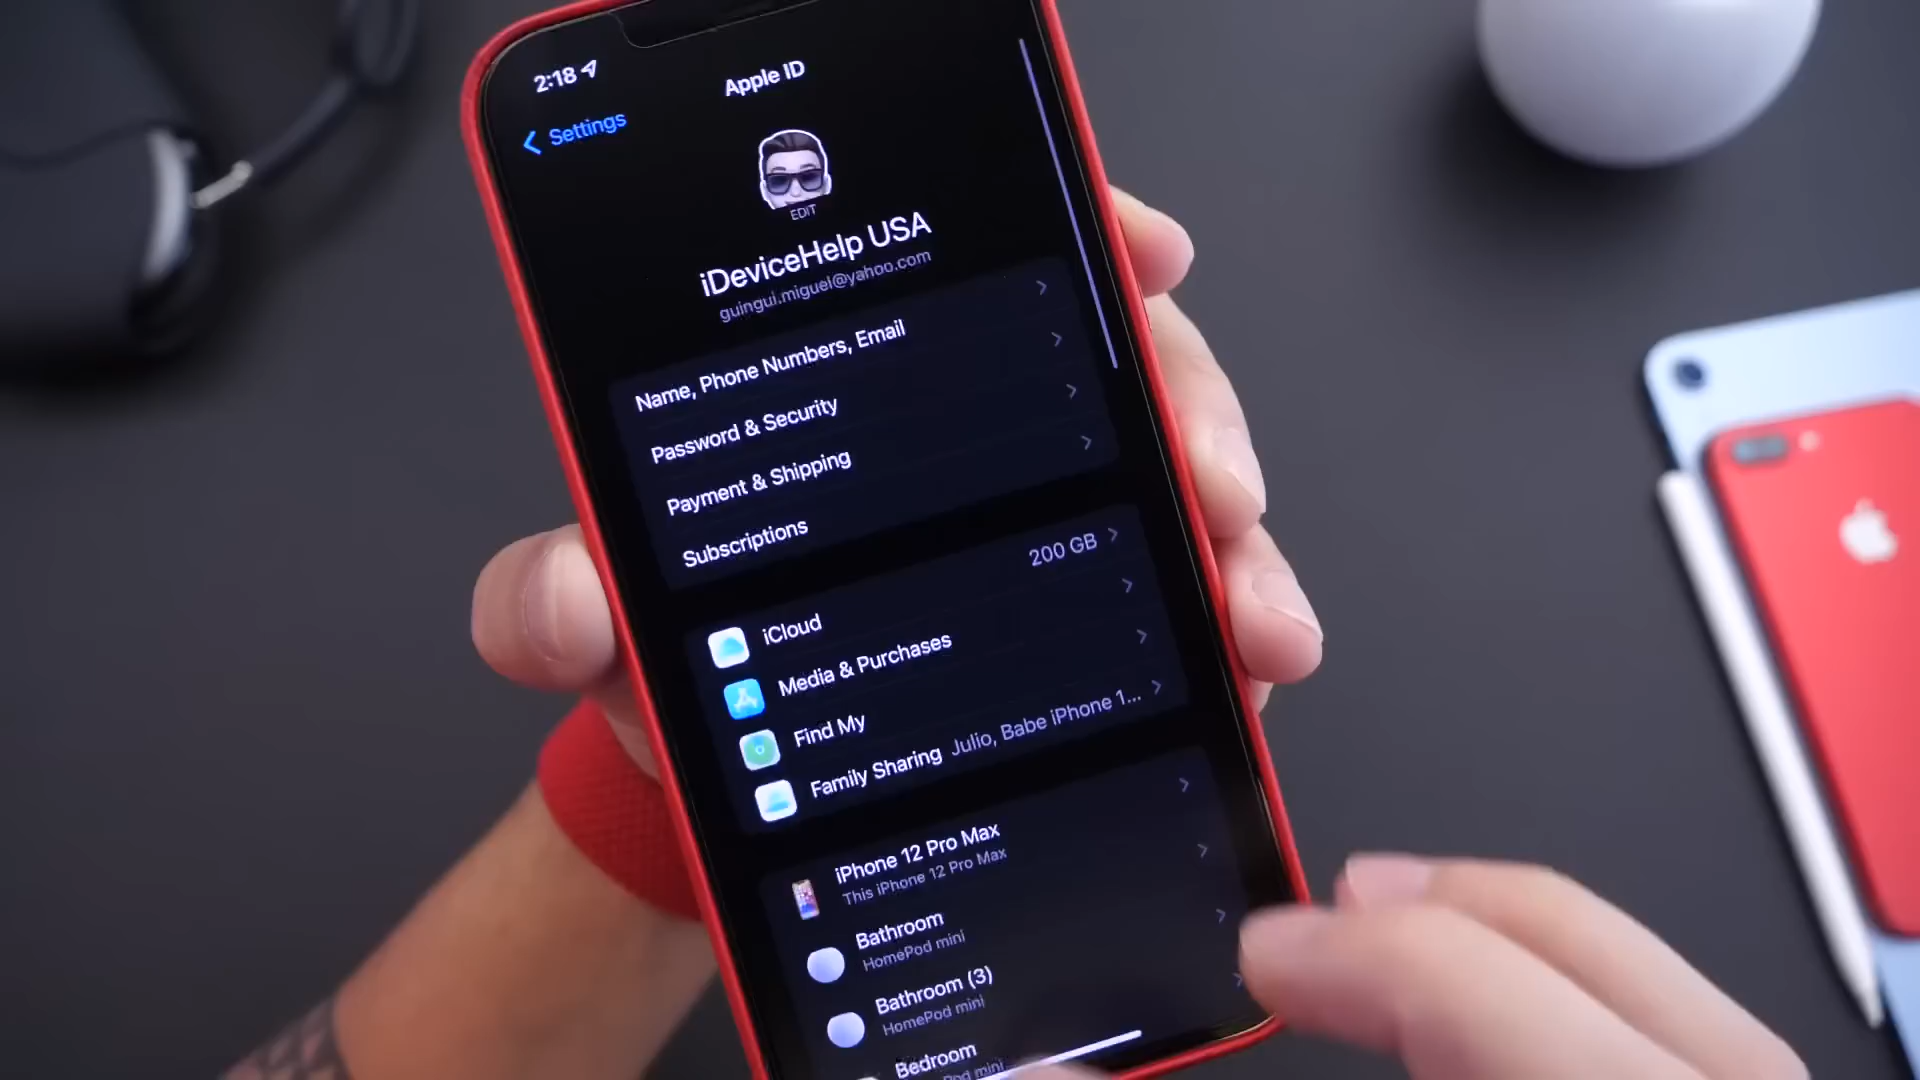 2:18
Apple ID
Settings
EDIT
iDeviceHelp USA
guingui.miguel@yahoo.com
Name, Phone Numbers, Email
Password & Security
Payment & Shipping
Subscriptions
iCloud 200 GB
Media & Purchases
Find My
Family Sharing Julio, Babe iPhone 1...
iPhone 12 Pro Max
This iPhone 12 Pro Max
Bathroom
HomePod mini
Bathroom (3)
HomePod mini
Bedroom
Pod mini